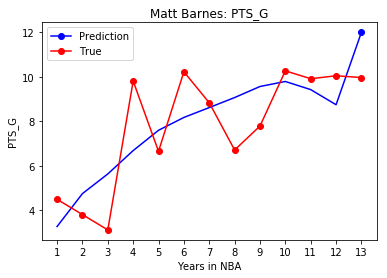 Matt Barnes: PTS_G
Prediction
True
12
10
8
6
4
PTS_G
1 2 3 4 5 6 7 8 9 10 11 12 13
Years in NBA